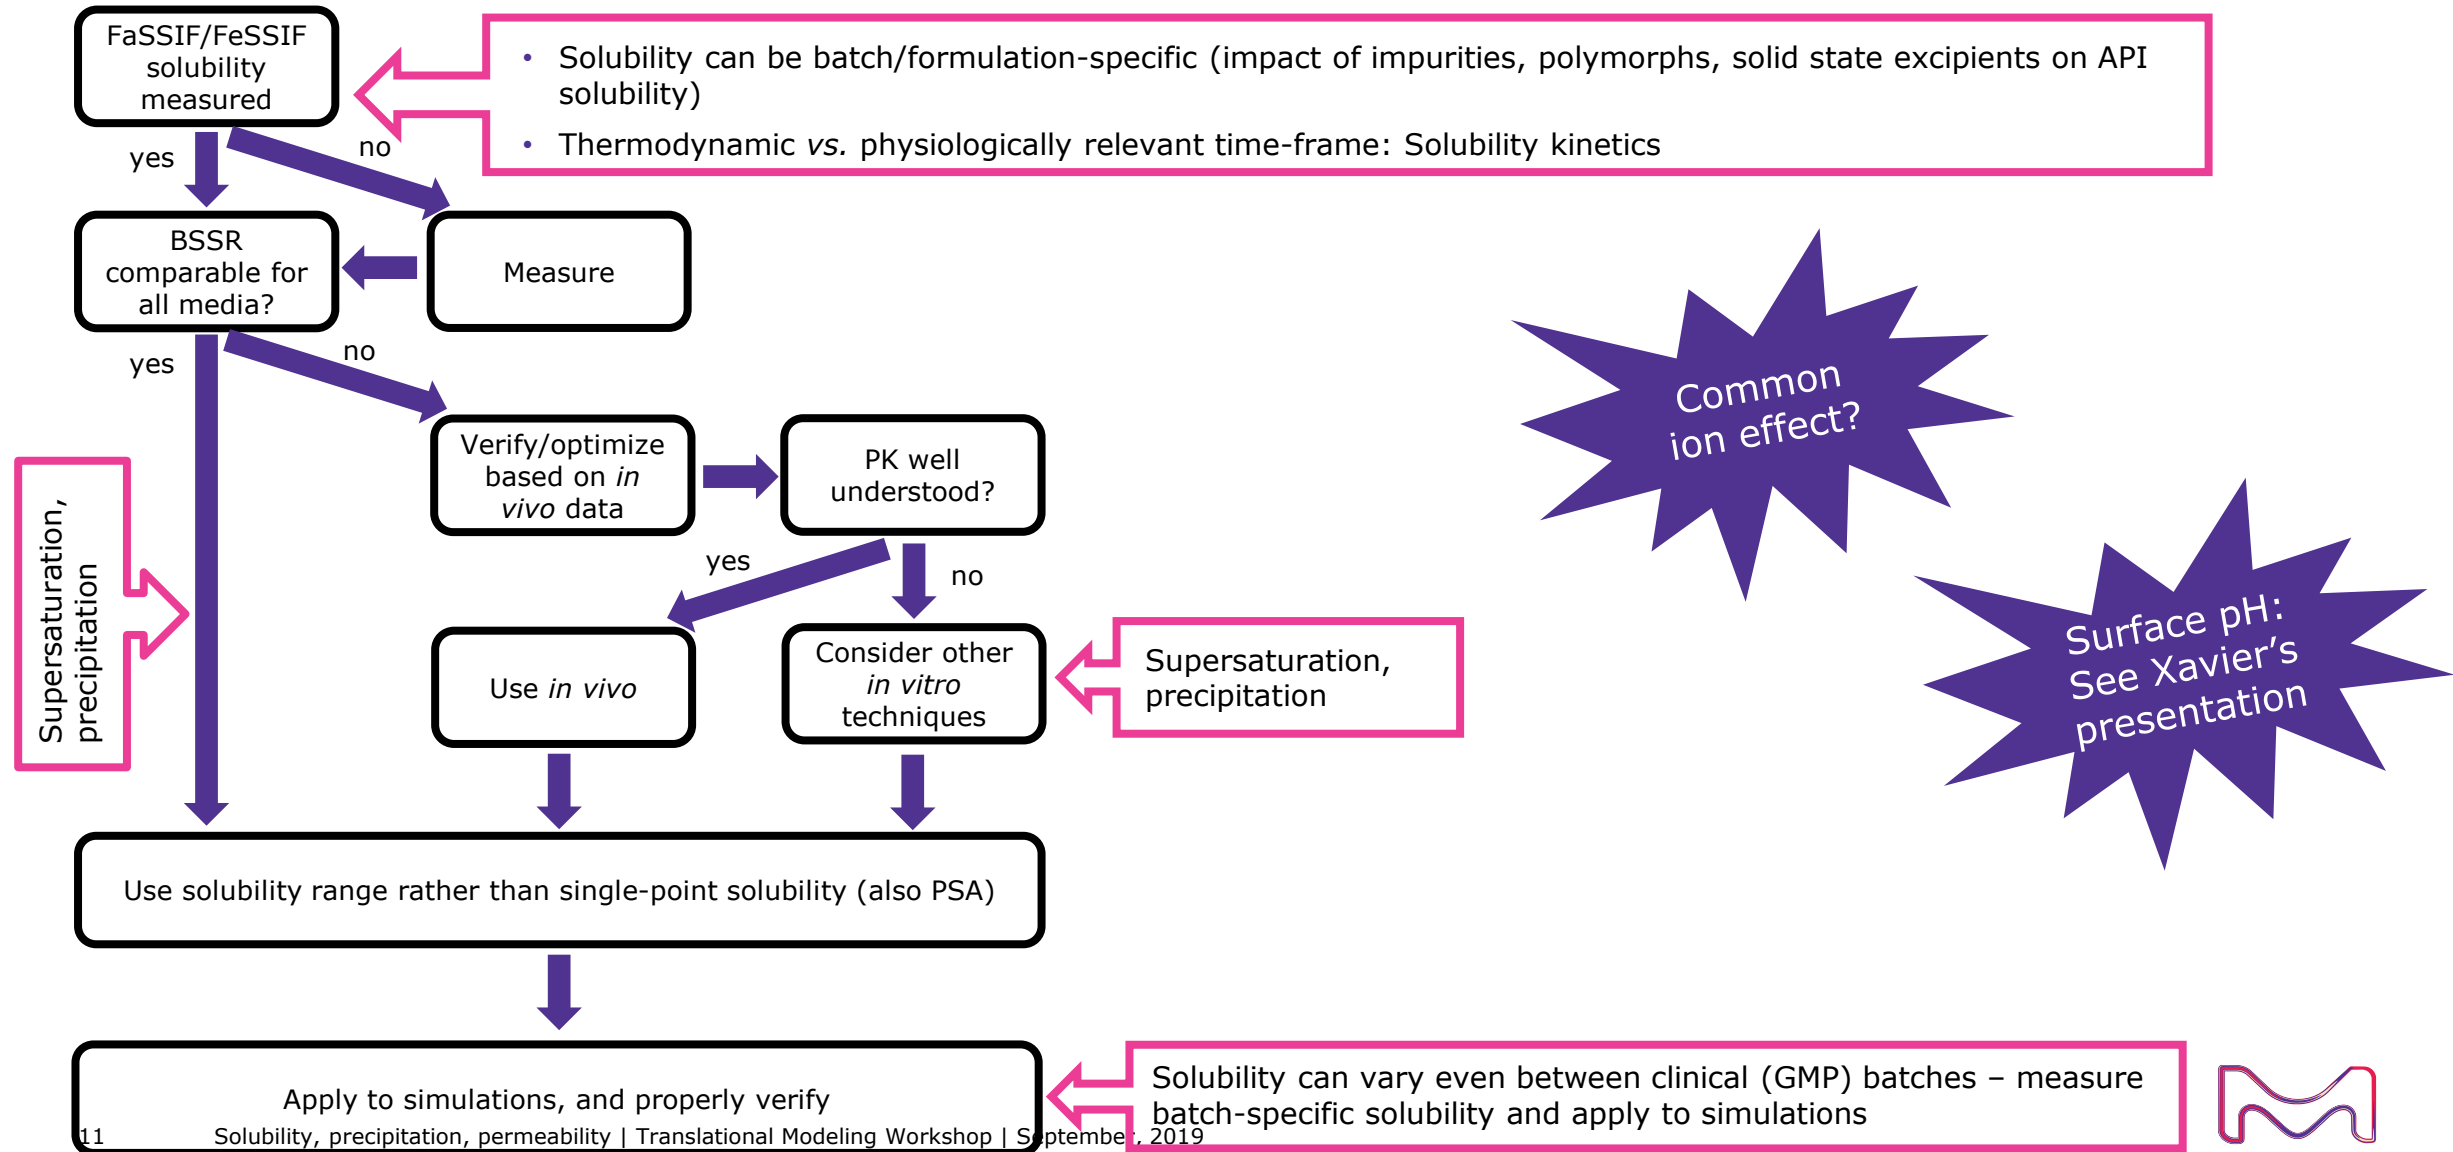 FaSSIF/FeSSIF
solubility
measured
• Solubility can be batch/formulation-specific (impact of impurities, polymorphs, solid state excipients on API
solubility)
• Thermodynamic vs. physiologically relevant time-frame: Solubility kinetics
yes
no
BSSR
comparable for
all media?
Measure
yes
no
Verify/optimize
based on in
vivo data
PK well
understood?
Common
ion effect?
Supersaturation,
precipitation
yes
no
Use in vivo
Consider other
in vitro
techniques
Supersaturation,
precipitation
Surface pH:
See Xavier's
presentation
Use solubility range rather than single-point solubility (also PSA)
Apply to simulations, and properly verify
Solubility can vary even between clinical (GMP) batches – measure
batch-specific solubility and apply to simulations
11 Solubility, precipitation, permeability | Translational Modeling Workshop | September, 2019